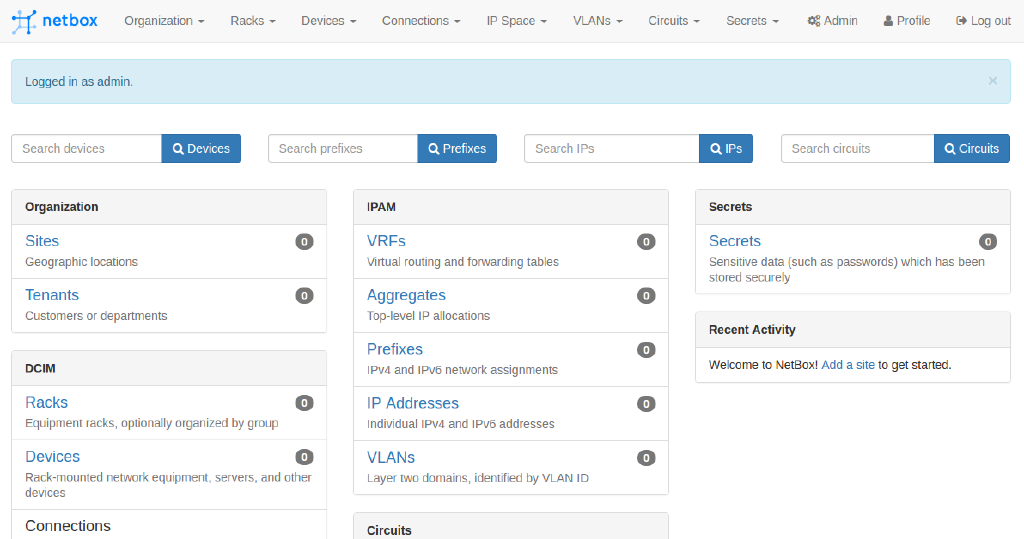 netbox Organization Racks Devices Connections IP Space VLANs Circuits Secrets Admin Profile Log out
Logged in as admin. ×
Search devices Devices Search prefixes Prefixes Search IPs IPs Search circuits Circuits
Organization
Sites 0
Geographic locations
Tenants 0
Customers or departments
DCIM
Racks 0
Equipment racks, optionally organized by group
Devices 0
Rack-mounted network equipment, servers, and other
devices
Connections
IPAM
VRFs 0
Virtual routing and forwarding tables
Aggregates 0
Top-level IP allocations
Prefixes 0
IPv4 and IPv6 network assignments
IP Addresses 0
Individual IPv4 and IPv6 addresses
VLANs 0
Layer two domains, identified by VLAN ID
Circuits
Secrets
Secrets 0
Sensitive data (such as passwords) which has been
stored securely
Recent Activity
Welcome to NetBox! Add a site to get started.